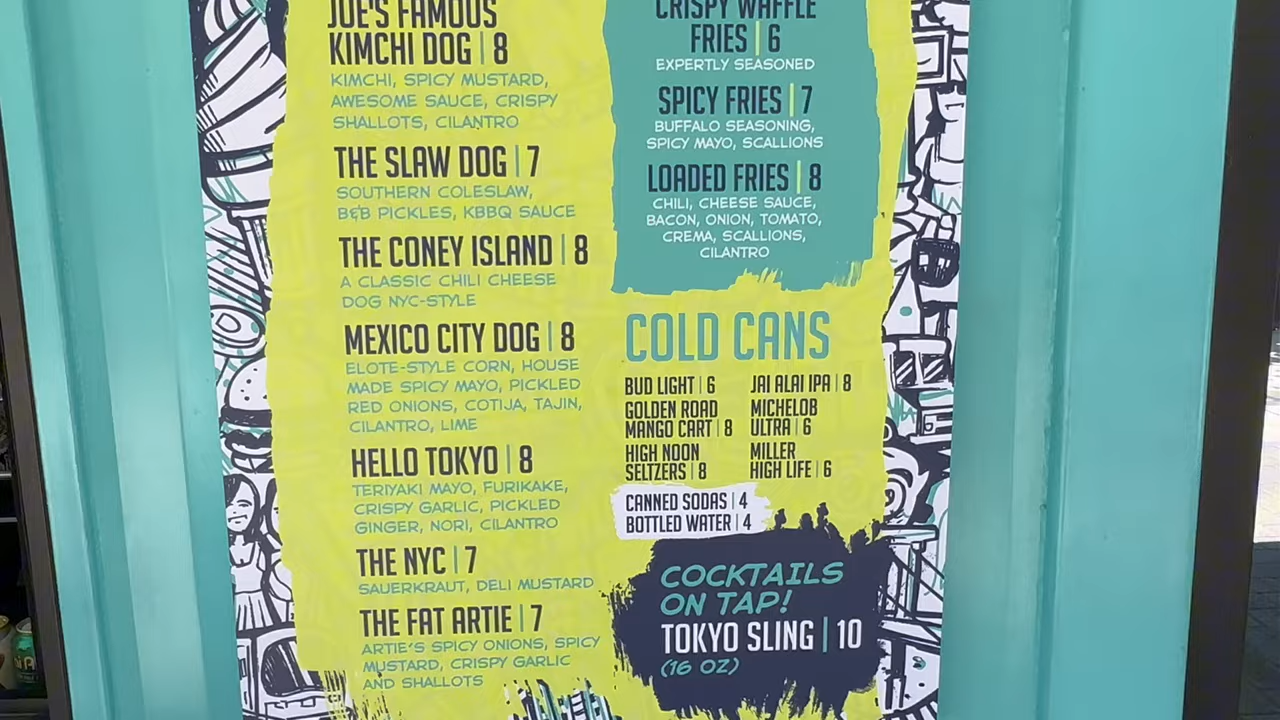 JOE'S FAMOUS
KIMCHI DOG | 8
KIMCHI, SPICY MUSTARD,
AWESOME SAUCE, CRISPY
SHALLOTS, CILANTRO
THE SLAW DOG | 7
SOUTHERN COLESLAW,
B&B PICKLES, KBBQ SAUCE
THE CONEY ISLAND | 8
A CLASSIC CHILI CHEESE
DOG NYC-STYLE
MEXICO CITY DOG | 8
ELOTE-STYLE CORN, HOUSE
MADE SPICY MAYO, PICKLED
RED ONIONS, COTIJA, TAJIN,
CILANTRO, LIME
HELLO TOKYO | 8
TERIYAKI MAYO, FURIKAKE,
CRISPY GARLIC, PICKLED
GINGER, NORI, CILANTRO
THE NYC | 7
SAUERKRAUT, DELI MUSTARD
THE FAT ARTIE | 7
ARTIE'S SPICY ONIONS, SPICY
MUSTARD, CRISPY GARLIC
AND SHALLOTS
CRISPY WAFFLE
FRIES | 6
EXPERTLY SEASONED
SPICY FRIES | 7
BUFFALO SEASONING,
SPICY MAYO, SCALLIONS
LOADED FRIES | 8
CHILI, CHEESE SAUCE,
BACON, ONION, TOMATO,
CREMA, SCALLIONS,
CILANTRO
COLD CANS
BUD LIGHT | 6
GOLDEN ROAD
MANGO CART | 8
HIGH NOON
SELTZERS | 8
JAI ALAI IPA | 8
MICHELOB
ULTRA | 6
MILLER
HIGH LIFE | 6
CANNED SODAS | 4
BOTTLED WATER | 4
COCKTAILS
ON TAP!
TOKYO SLING | 10
(16 OZ)